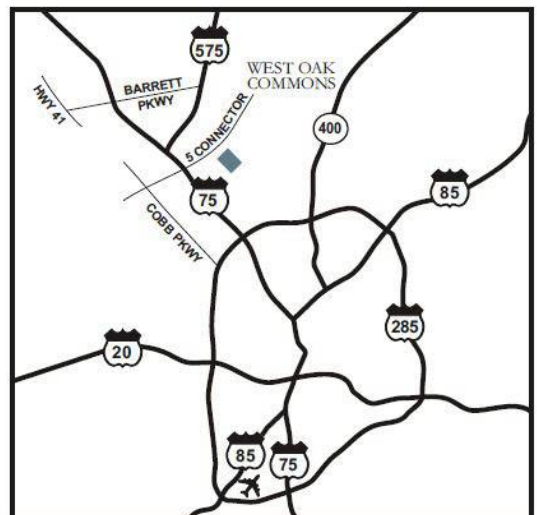 575
WEST OAK
COMMONS
BARRETT
PKWY
HWY 41
5 CONNECTOR
400
75
85
COBB PKWY
285
20
85
75